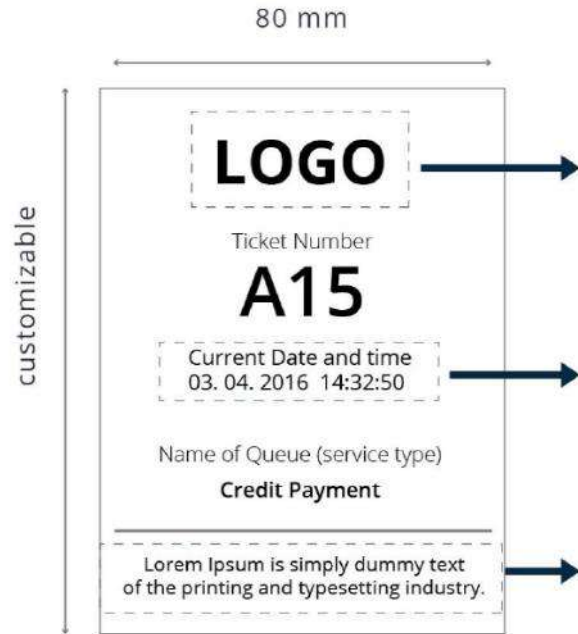 80 mm
customizable
LOGO
Ticket Number
A15
Current Date and time
03. 04. 2016 14:32:50
Name of Queue (service type)
Credit Payment
Lorem Ipsum is simply dummy text
of the printing and typesetting industry.